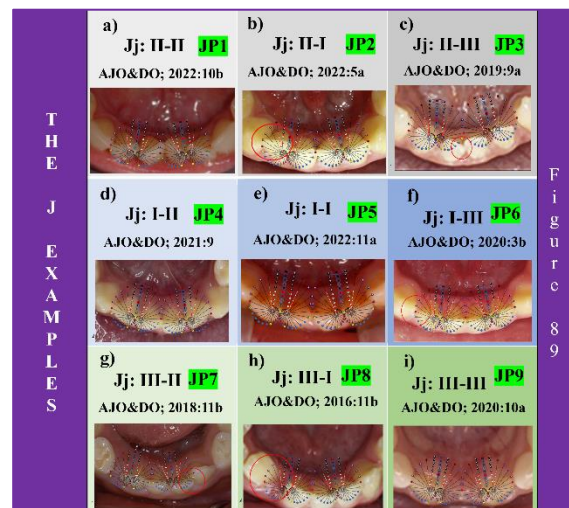 THE J EXAMPLES
a)
Jj: II-II JP1
AJO&DO; 2022:10b
b)
Jj: II-I JP2
AJO&DO; 2022:5a
c)
Jj: II-III JP3
AJO&DO; 2019:9a
d)
Jj: I-II JP4
AJO&DO; 2021:9
e)
Jj: I-I JP5
AJO&DO; 2022:11a
f)
Jj: I-III JP6
AJO&DO; 2020:3b
g)
Jj: III-II JP7
AJO&DO; 2018:11b
h)
Jj: III-I JP8
AJO&DO; 2016:11b
i)
Jj: III-III JP9
AJO&DO; 2020:10a
Figure 89